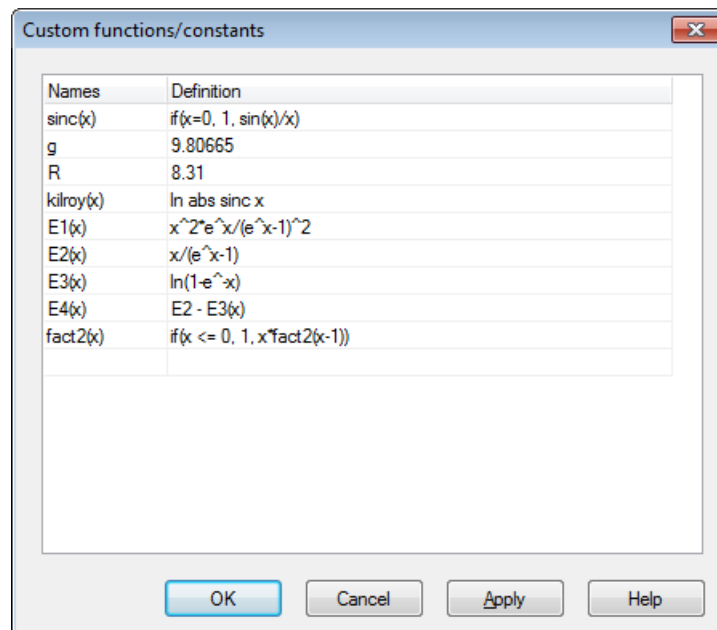 Custom functions/constants
Names Definition
sinc(x) if(x=0, 1, sin(x)/x)
g 9.80665
R 8.31
kilroy(x) ln abs sinc x
E1(x) x^2*e^x/(e^x-1)^2
E2(x) x/(e^x-1)
E3(x) ln(1-e^-x)
E4(x) E2 - E3(x)
fact2(x) if(x <= 0, 1, x*fact2(x-1))
OK Cancel Apply Help